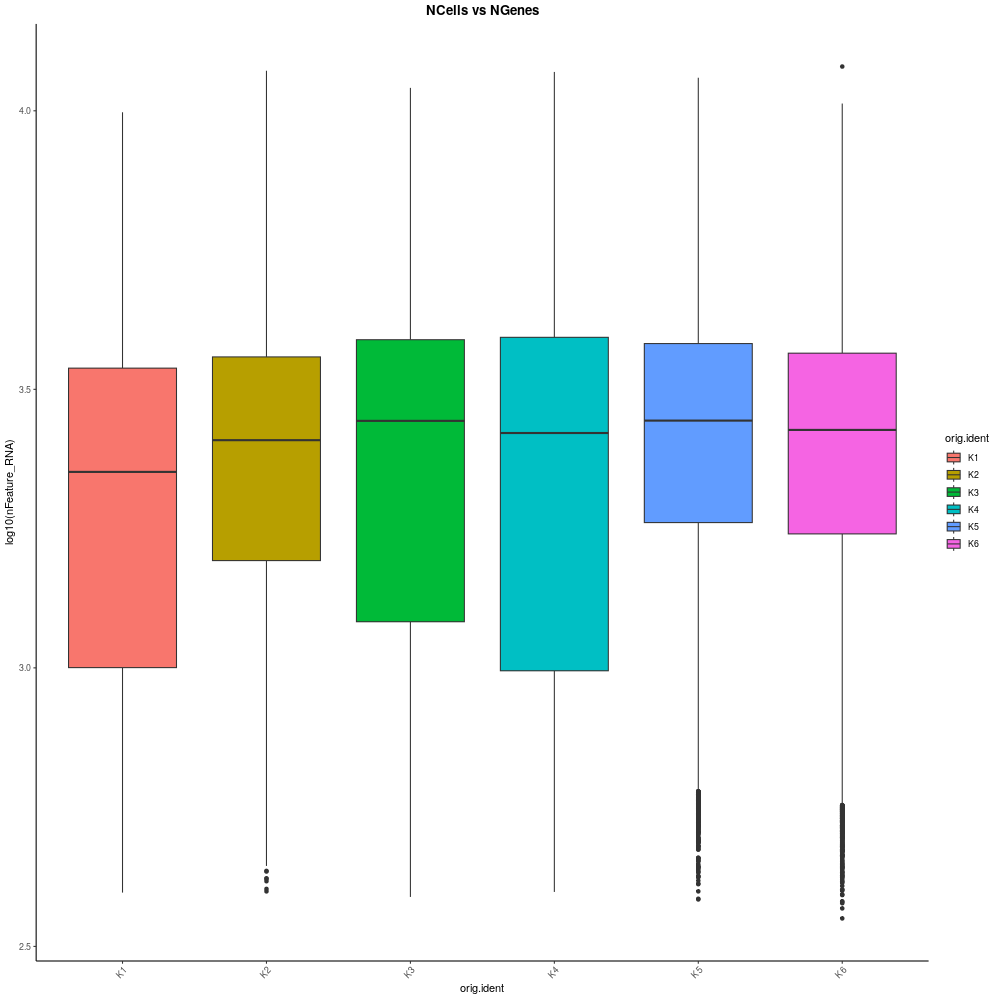 NCells vs NGenes
log10(nFeature_RNA)
4.0
3.5
3.0
2.5
K1
K2
K3
K4
K5
K6
orig.ident
orig.ident
K1
K2
K3
K4
K5
K6